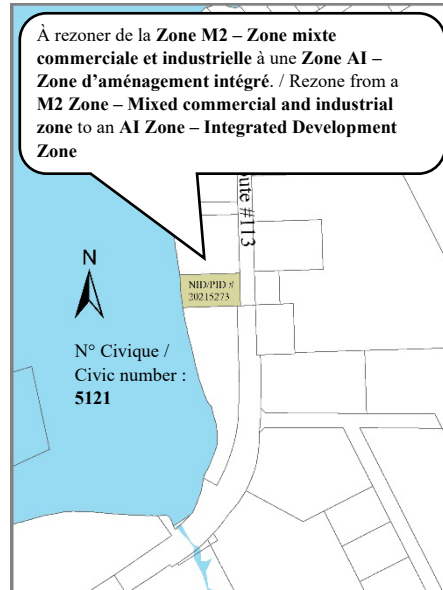 À rezoner de la Zone M2 – Zone mixte
commerciale et industrielle à une Zone AI –
Zone d’aménagement intégré. / Rezone from a
M2 Zone – Mixed commercial and industrial
zone to an AI Zone – Integrated Development
Zone
oute #113
N
NID/PID #
20215273
N° Civique /
Civic number :
5121